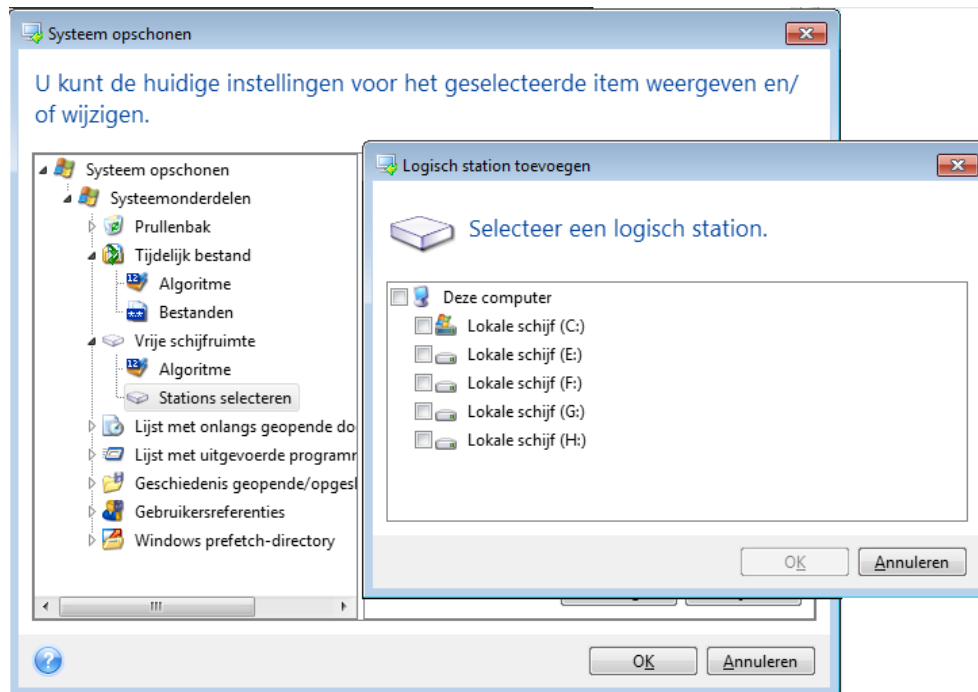 Systeem opschonen
U kunt de huidige instellingen voor het geselecteerde item weergeven en/
of wijzigen.
Systeem opschonen
Systeemonderdelen
Prullenbak
Tijdelijk bestand
Algoritme
Bestanden
Vrije schijfruimte
Algoritme
Stations selecteren
Lijst met onlangs geopende do
Lijst met uitgevoerde
Geschiedenis
Gebruikersreferenties
Windows prefetch-directory
OK
Annuleren
Logisch station toevoegen
Selecteer een logisch station.
Deze computer
Lokale schijf (C:)
Lokale schijf (E:)
Lokale schijf (F:)
Lokale schijf (G:)
Lokale schijf (H:)
OK
Annuleren